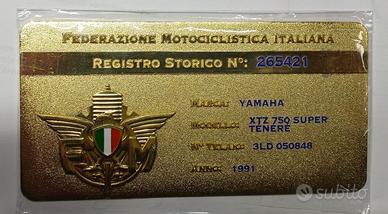 FEDERAZIONE MOTOCICLISTICA ITALIANA
REGISTRO STORICO N°: 265421
MARCA: YAMAHA
MODELLO: XTZ 750 SUPER
TENERE
N° TELAIO: 3LD 050848
ANNO: 1991
F M
subito